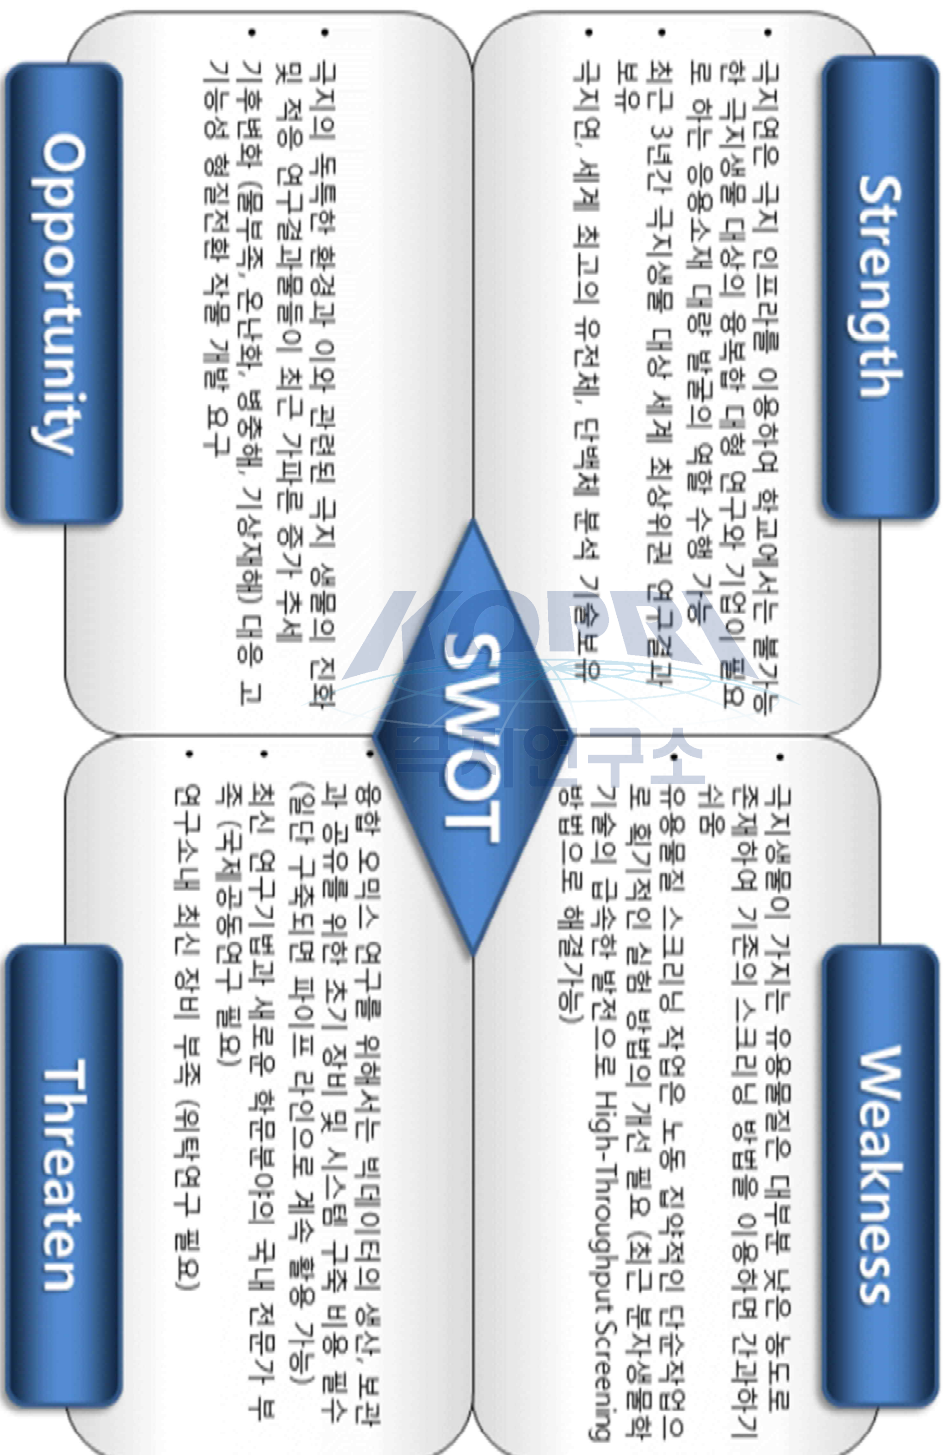 Strength
• 극지연은 극지 인프라를 이용하여 학교에서는 불가능
한 극지생물 대상의 융복합 대형 연구와 기업이 필요
로 하는 응용소재 대량 발굴의 역할 수행 가능
• 최근 3년간 극지생물 대상 세계 최상위권 연구결과
보유
• 극지연, 세계 최고의 유전체, 단백체 분석 기술보유
Weakness
• 극지생물이 가지는 유용물질은 대부분 낮은 농도로
존재하여 기존의 스크리닝 방법을 이용하면 간과하기
쉬움
• 유용물질 스크리닝 작업은 노동 집약적인 단순작업으
로 획기적인 실험 방법의 개선 필요 (최근 분자생물학
기술의 급속한 발전으로 High-Throughput Screening
방법으로 해결가능)
SWOT
Opportunity
• 극지의 독특한 환경과 이와 관련된 극지 생물의 진화
및 적응 연구결과물들이 최근 가파른 증가 추세
• 기후변화 (물부족, 온난화, 병충해, 기상재해) 대응 고
기능성 형질전환 작물 개발 요구
Threaten
• 융합 오믹스 연구를 위해서는 빅데이터의 생산, 보관
과 공유를 위한 초기 장비 및 시스템 구축 비용 필수
(일단 구축되면 파이프 라인으로 계속 활용 가능)
• 최신 연구기법과 새로운 학문분야의 국내 전문가 부
족 (국제공동연구 필요)
• 연구소내 최신 장비 부족 (위탁연구 필요)
KOPRI
극지연구소